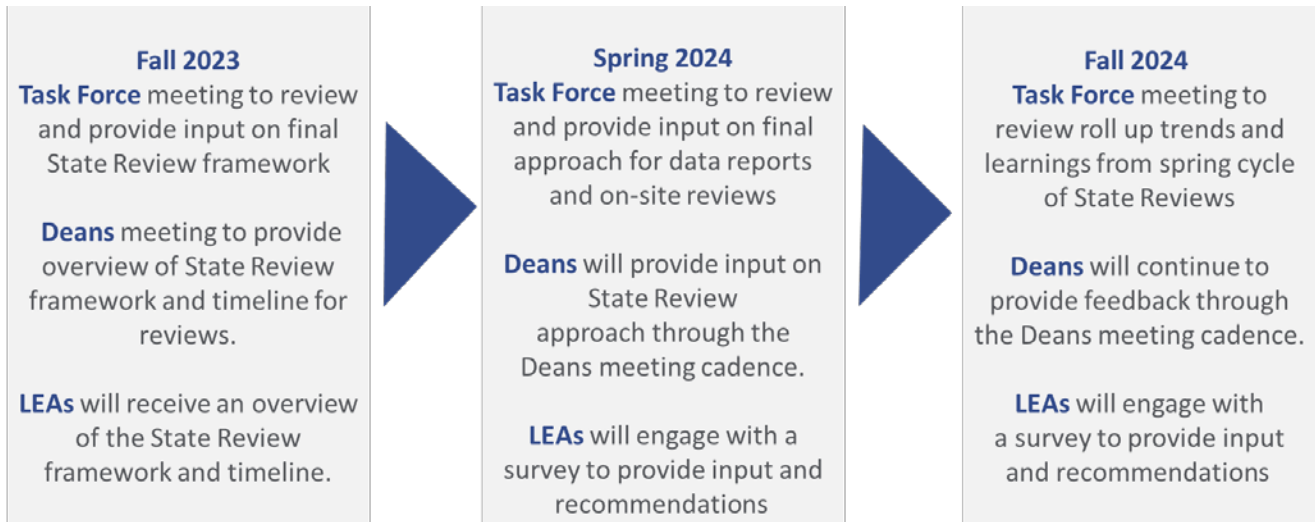 Fall 2023
Task Force meeting to review
and provide input on final
State Review framework
Deans meeting to provide
overview of State Review
framework and timeline for
reviews.
LEAs will receive an overview
of the State Review
framework and timeline.
Spring 2024
Task Force meeting to review
and provide input on final
approach for data reports
and on-site reviews
Deans will provide input on
State Review
approach through the
Deans meeting cadence.
LEAs will engage with a
survey to provide input and
recommendations
Fall 2024
Task Force meeting to
review roll up trends and
learnings from spring cycle
of State Reviews
Deans will continue to
provide feedback through
the Deans meeting cadence.
LEAs will engage with
a survey to provide input
and recommendations